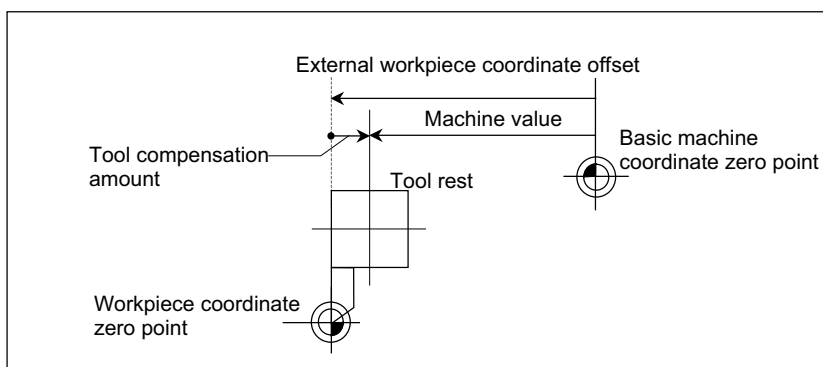 External workpiece coordinate offset
Machine value
Basic machine
coordinate zero point
Tool compensation
amount
Tool rest
Workpiece coordinate
zero point